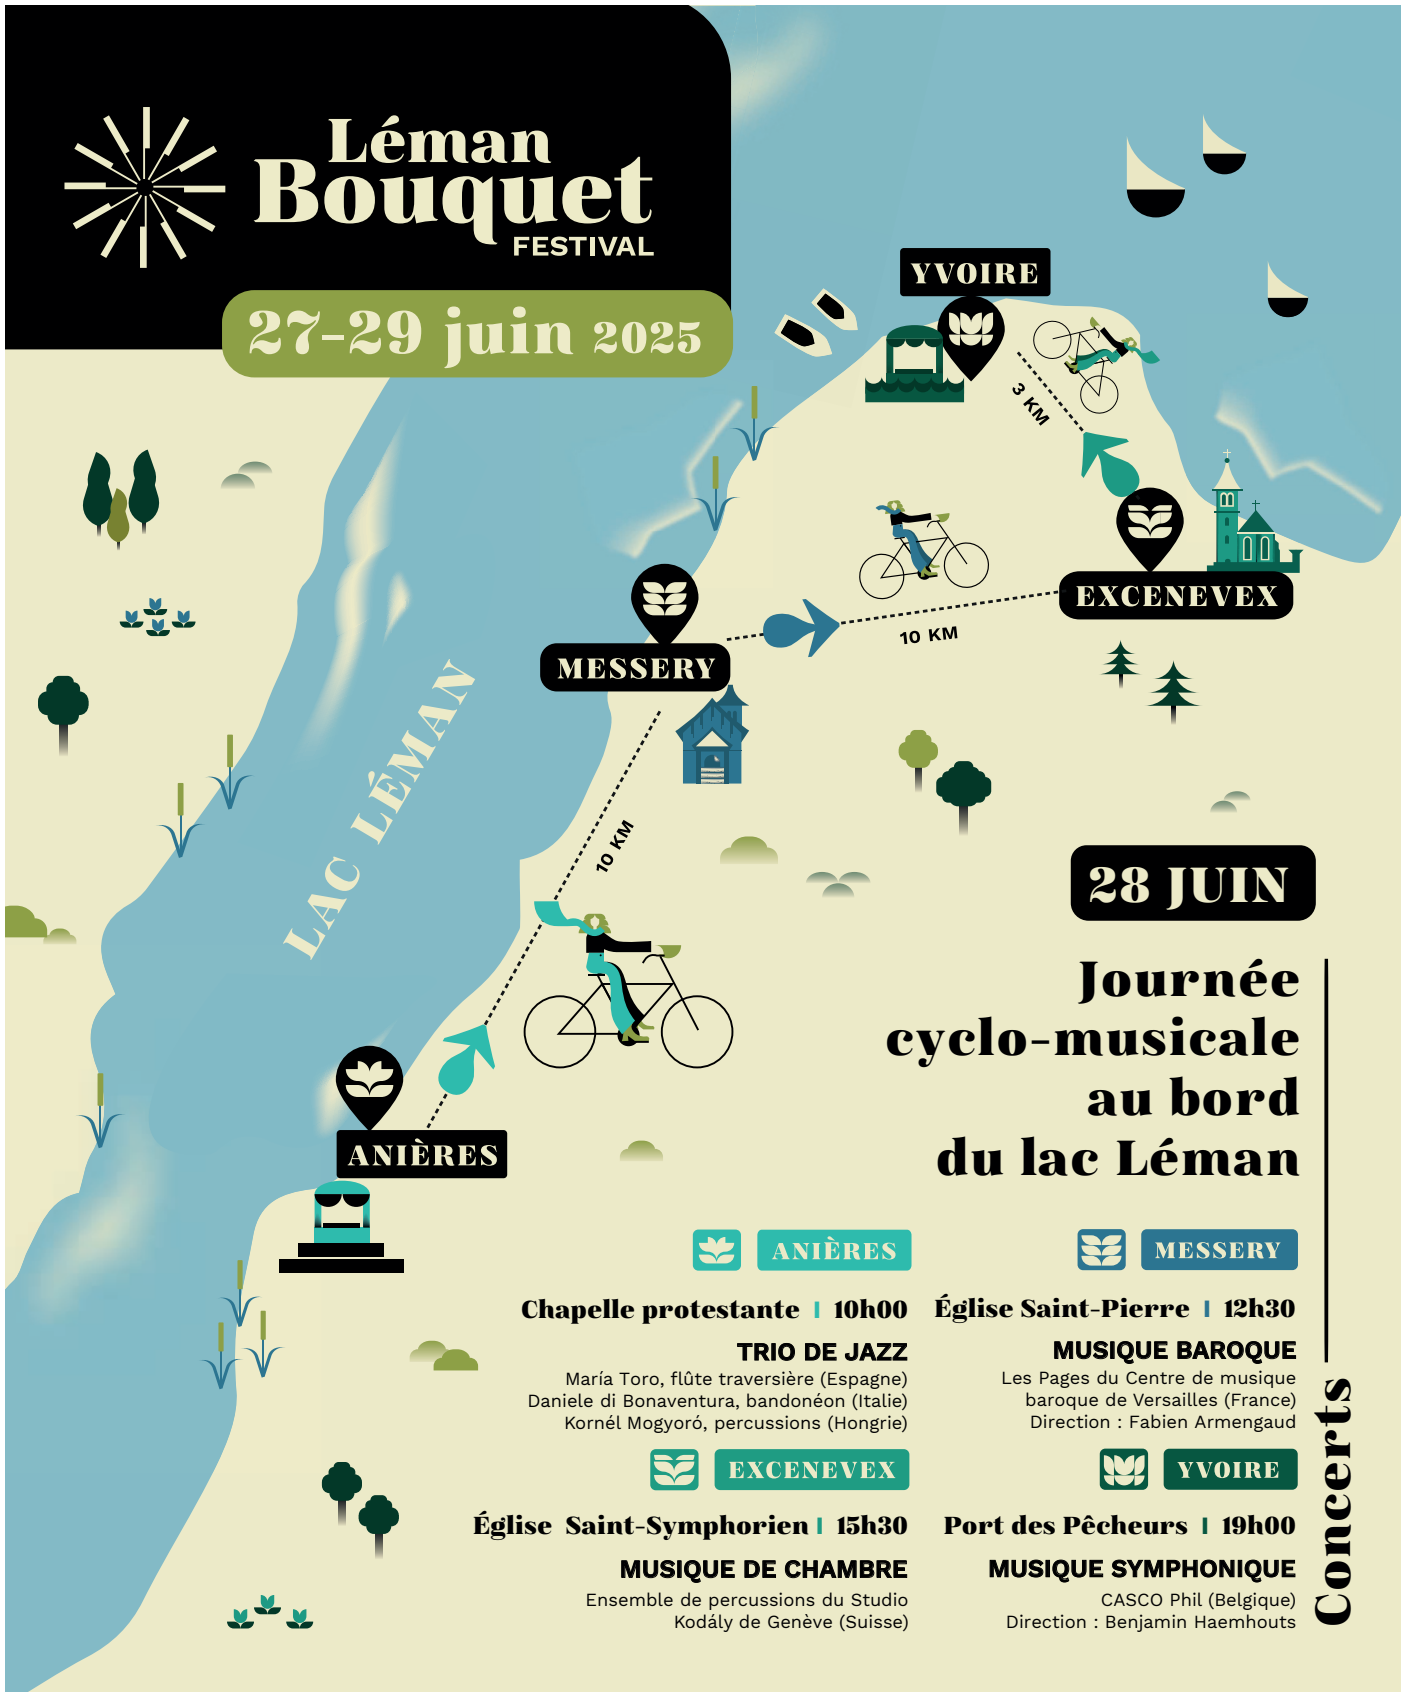 Léman
Bouquet
FESTIVAL
27-29 juin 2025
YVOIRE
3 KM
EXCENEVEX
10 KM
MESSERY
10 KM
LAC LÉMAN
ANIÈRES
28 JUIN
Journée
cyclo-musicale
au bord
du lac Léman
Concerts
ANIÈRES
Chapelle protestante | 10h00
TRIO DE JAZZ
María Toro, flûte traversière (Espagne)
Daniele di Bonaventura, bandonéon (Italie)
Kornél Mogyoró, percussions (Hongrie)
MESSERY
Église Saint-Pierre | 12h30
MUSIQUE BAROQUE
Les Pages du Centre de musique
baroque de Versailles (France)
Direction : Fabien Armengaud
EXCENEVEX
Église Saint-Symphorien | 15h30
MUSIQUE DE CHAMBRE
Ensemble de percussions du Studio
Kodály de Genève (Suisse)
YVOIRE
Port des Pêcheurs | 19h00
MUSIQUE SYMPHONIQUE
CASCO Phil (Belgique)
Direction : Benjamin Haemhouts